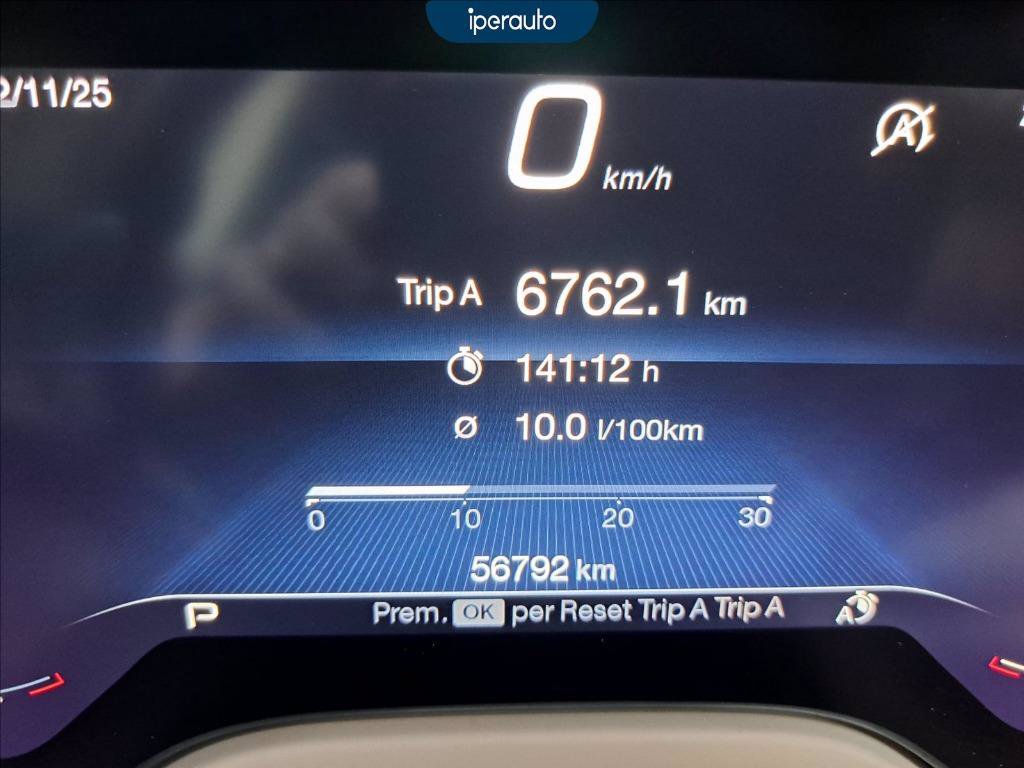 iperauto
/11/25
0 km/h
A
Trip A 6762.1 km
141:12 h
Ø 10.0 l/100km
0 10 20 30
56792 km
P Prem. OK per Reset Trip A Trip A A